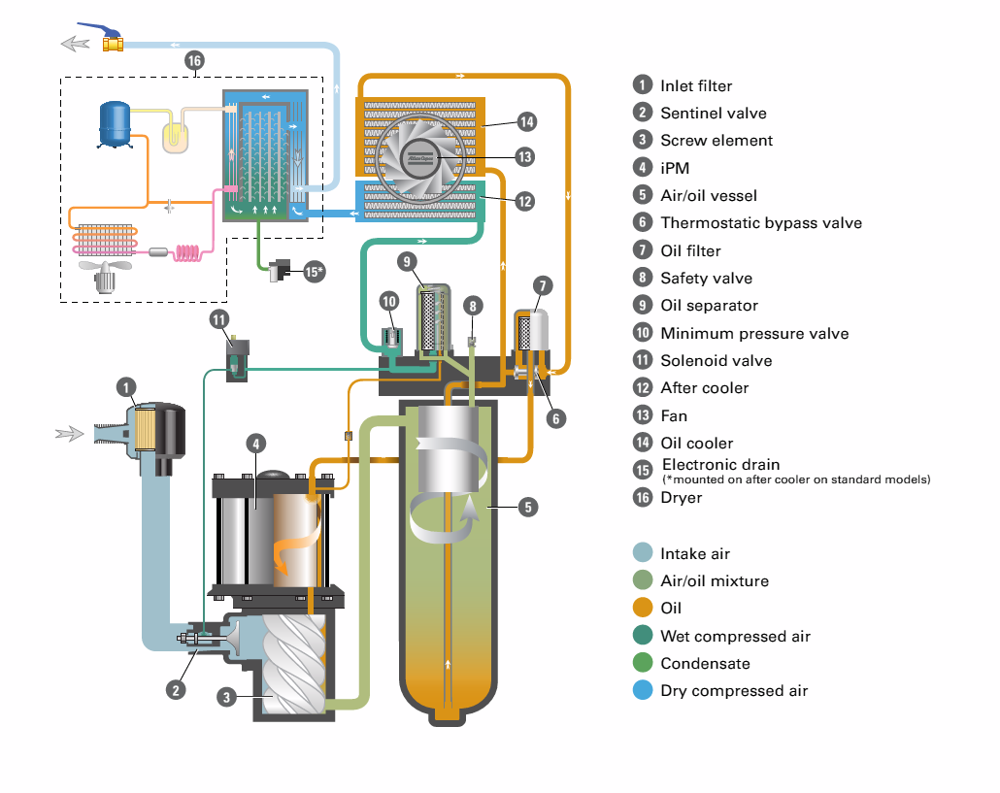 16
14
13
12
15*
9
10
8
7
11
6
1
4
5
2
3
Atlas Copco
1 Inlet filter
2 Sentinel valve
3 Screw element
4 iPM
5 Air/oil vessel
6 Thermostatic bypass valve
7 Oil filter
8 Safety valve
9 Oil separator
10 Minimum pressure valve
11 Solenoid valve
12 After cooler
13 Fan
14 Oil cooler
15 Electronic drain
(*mounted on after cooler on standard models)
16 Dryer
Intake air
Air/oil mixture
Oil
Wet compressed air
Condensate
Dry compressed air